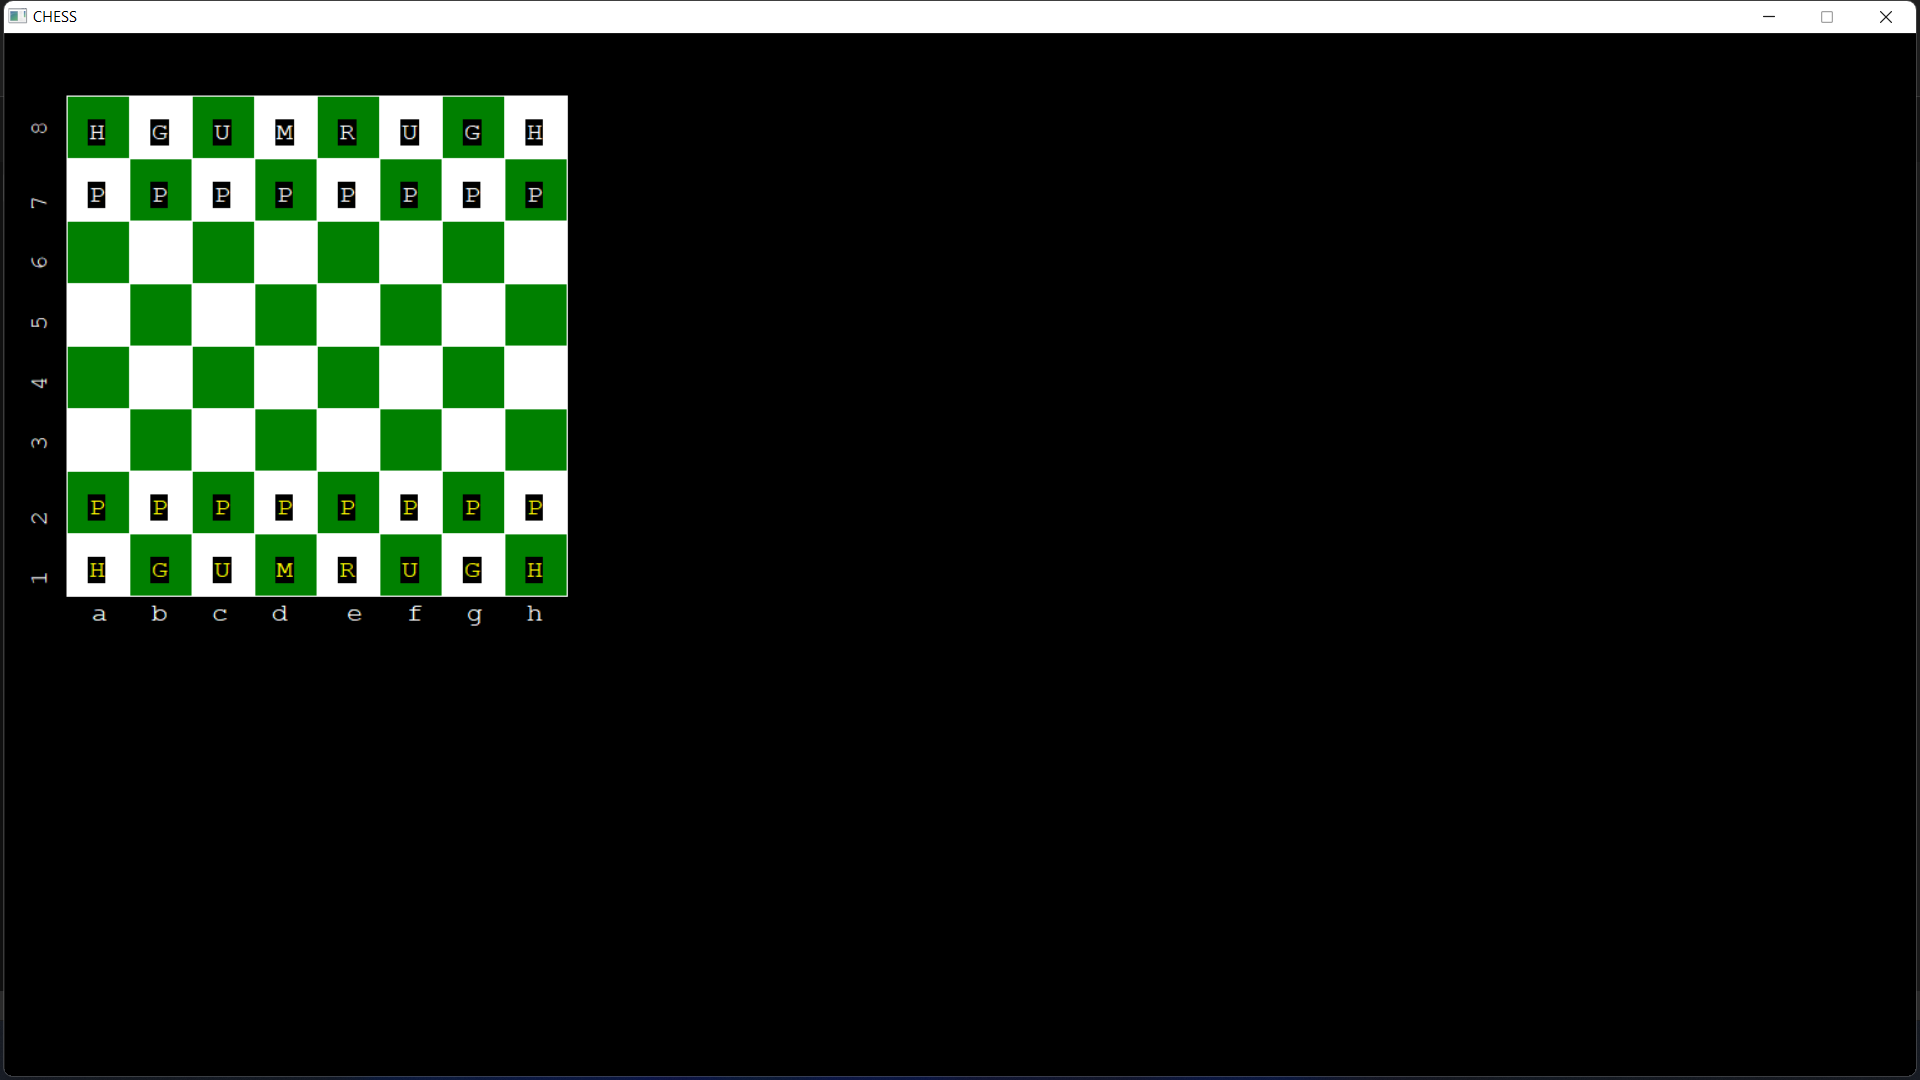 CHESS
8 H G U M R U G H
7 P P P P P P P P
6
5
4
3
2 P P P P P P P P
1 H G U M R U G H
a b c d e f g h